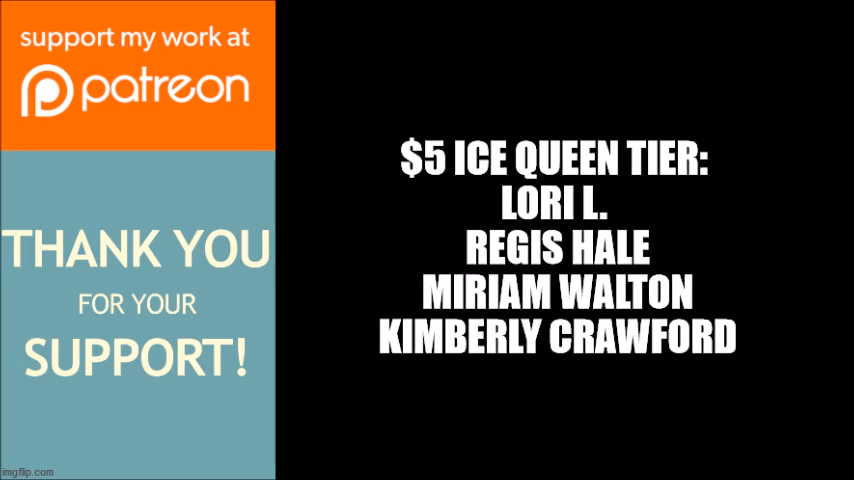 support my work at
patreon
THANK YOU
FOR YOUR
SUPPORT!
$5 ICE QUEEN TIER:
LORI L.
REGIS HALE
MIRIAM WALTON
KIMBERLY CRAWFORD
imgflip.com